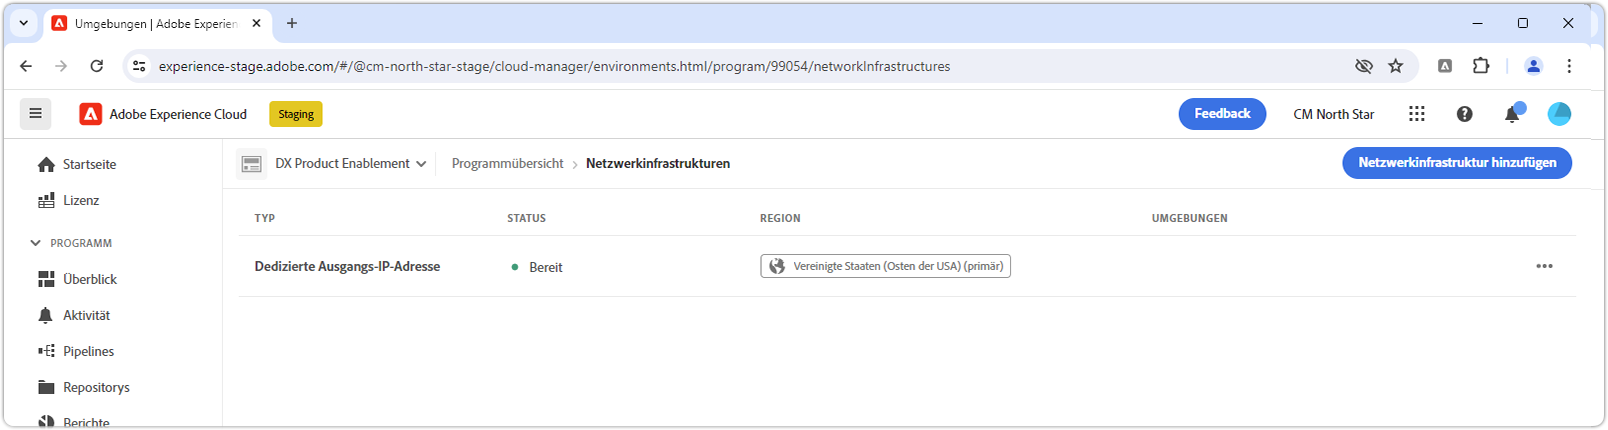 Umgebungen | Adobe Experien
experience-stage.adobe.com/#/@cm-north-star-stage/cloud-manager/environments.html/program/99054/networkInfrastructures
Adobe Experience Cloud
Staging
Feedback
CM North Star
Startseite
Lizenz
PROGRAMM
Überblick
Aktivität
Pipelines
Repositorys
Berichte
DX Product Enablement
Programmübersicht > Netzwerkinfrastrukturen
Netzwerkinfrastruktur hinzufügen
TYP STATUS REGION UMGEBUNGEN
Dedizierte Ausgangs-IP-Adresse Bereit Vereinigte Staaten (Osten der USA) (primär)